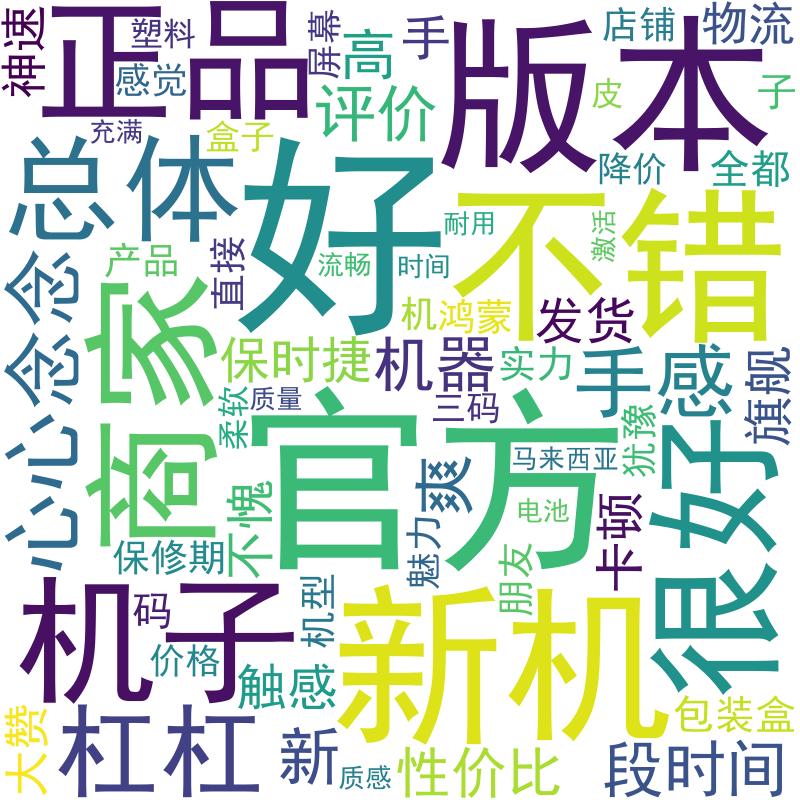 神速
正品
塑料
感觉
屏幕
高
手
评价
版本
店铺
物流
皮
子
充满
盒子
降价
全都
总体
好
不错
耐用
激活
心心念念
产品
直接
流畅
时间
商家
机
鸿蒙
发货
保时捷
机器
实力
手感
旗舰
柔软
质量
三码
犹豫
很好
官方
不愧
爽
马来西亚
电池
卡顿
保修期
魅力
朋友
机子
码
机型
新机
价格
触感
大赞
杠杠
新
质感
性价比
包装盒
段时间